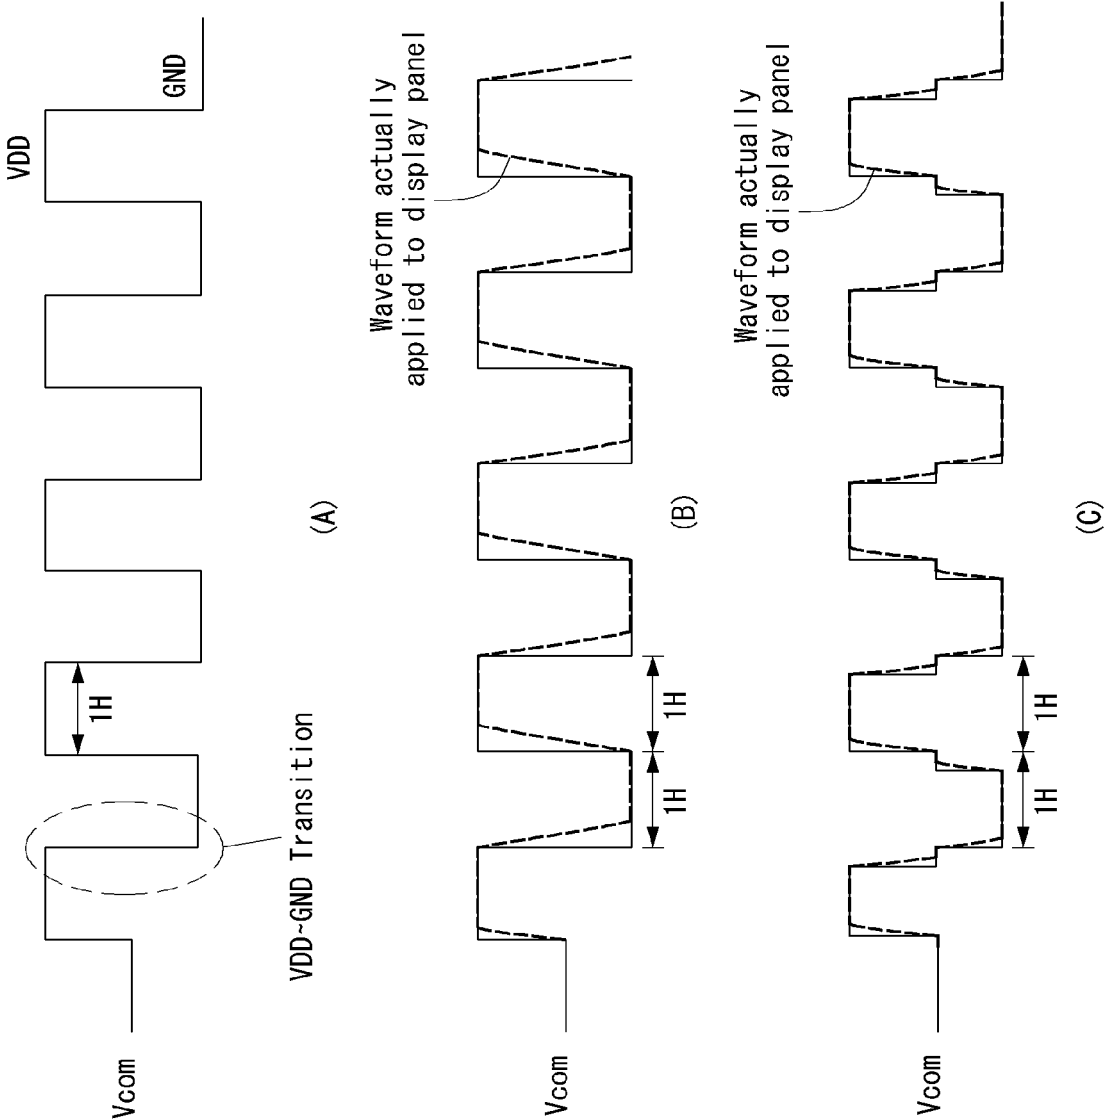 VDD
GND
1H
VDD~GND Transition
Vcom
(A)
Waveform actually
applied to display panel
1H
1H
Vcom
(B)
Waveform actually
applied to display panel
1H
1H
Vcom
(C)